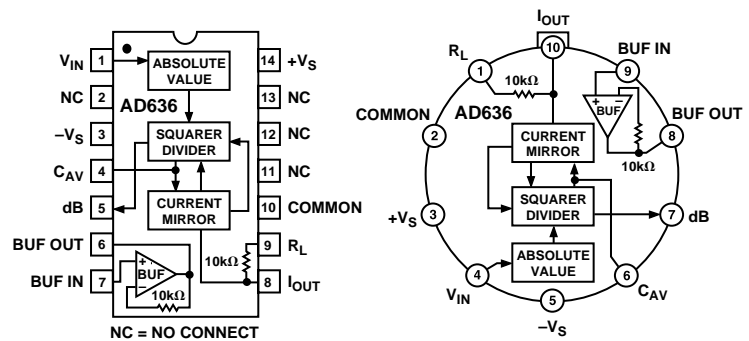 V_IN 1
ABSOLUTE VALUE
14 +V_S
NC 2
AD636
13 NC
–V_S 3
SQUARER DIVIDER
12 NC
C_AV 4
11 NC
dB 5
CURRENT MIRROR
10 COMMON
BUF OUT 6
9 R_L
10kΩ
BUF IN 7
+
BUF
–
10kΩ
8 I_OUT
NC = NO CONNECT
I_OUT
10
R_L
1
10kΩ
BUF IN
9
COMMON
2
AD636
+ –
BUF
BUF OUT
8
10kΩ
CURRENT MIRROR
+V_S
3
SQUARER DIVIDER
7
dB
ABSOLUTE VALUE
4
V_IN
5
–V_S
6
C_AV